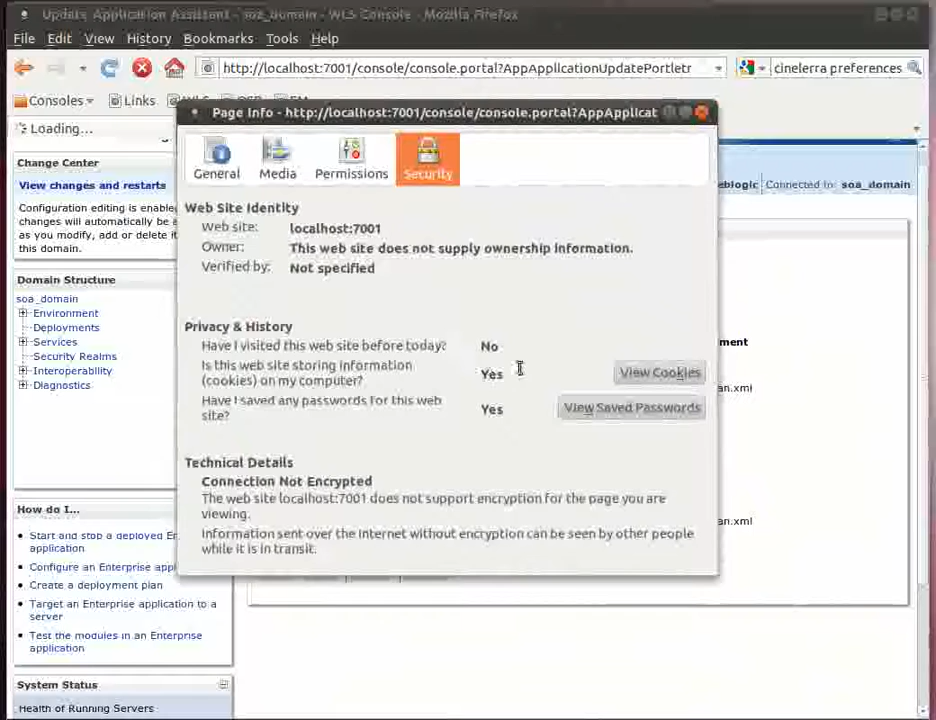 Update Application Assistant - soa_domain - WLS Console - Mozilla Firefox
File Edit View History Bookmarks Tools Help
http://localhost:7001/console/console.portal?AppApplicationUpdatePortletr
cinelerra preferences
Consoles
Links
Loading...
Page Info - http://localhost:7001/console/console.portal?AppApplicat
General
Media
Permissions
Security
Change Center
View changes and restarts
Configuration editing is enable
changes will automatically be a
as you modify, add or delete it
this domain.
Domain Structure
soa_domain
Environment
Deployments
Services
Security Realms
Interoperability
Diagnostics
How do I...
Start and stop a deployed En
application
Configure an Enterprise appl
Create a deployment plan
Target an Enterprise application to a
server
Test the modules in an Enterprise
application
System Status
Health of Running Servers
Web Site Identity
Web site: localhost:7001
Owner: This web site does not supply ownership information.
Verified by: Not specified
Privacy & History
Have I visited this web site before today? No
Is this web site storing information
(cookies) on my computer? Yes
View Cookies
Have I saved any passwords for this web
site? Yes
View Saved Passwords
Technical Details
Connection Not Encrypted
The web site localhost:7001 does not support encryption for the page you are
viewing.
Information sent over the Internet without encryption can be seen by other people
while it is in transit.
eblogic
Connected to: soa_domain
ment
an.xml
an.xml